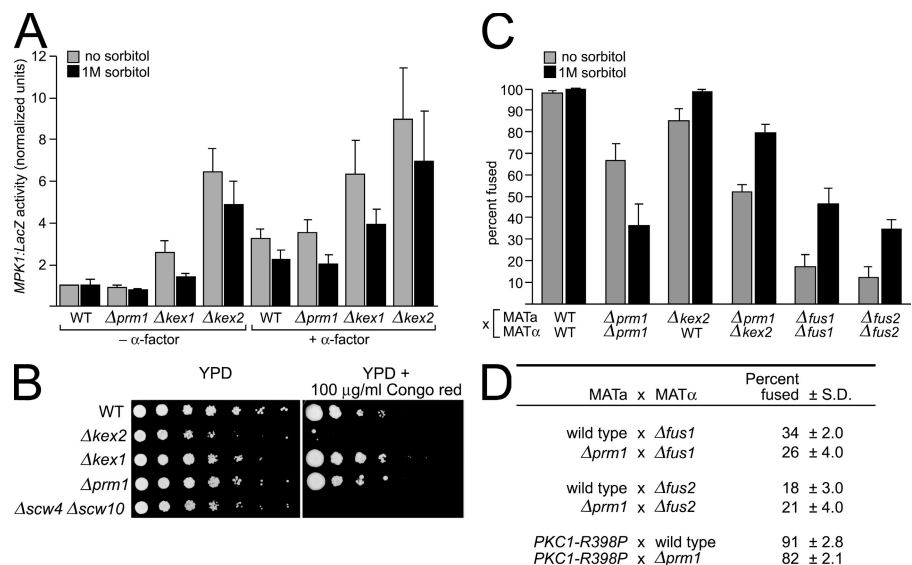 A
MPK1:LacZ activity (normalized units)
12
10
8
6
4
2
no sorbitol
1M sorbitol
WT Δprm1 Δkex1 Δkex2 WT Δprm1 Δkex1 Δkex2
– α-factor + α-factor
B
YPD
YPD +
100 μg/ml Congo red
WT
Δkex2
Δkex1
Δprm1
Δscw4 Δscw10
C
no sorbitol
1M sorbitol
percent fused
100
90
80
70
60
50
40
30
20
10
x MATa WT Δprm1 Δkex2 Δprm1 Δfus1 Δfus2
MATα WT Δprm1 WT Δkex2 Δfus1 Δfus2
D
Percent
MATa x MATα fused ± S.D.
wild type x Δfus1 34 ± 2.0
Δprm1 x Δfus1 26 ± 4.0
wild type x Δfus2 18 ± 3.0
Δprm1 x Δfus2 21 ± 4.0
PKC1-R398P x wild type 91 ± 2.8
PKC1-R398P x Δprm1 82 ± 2.1